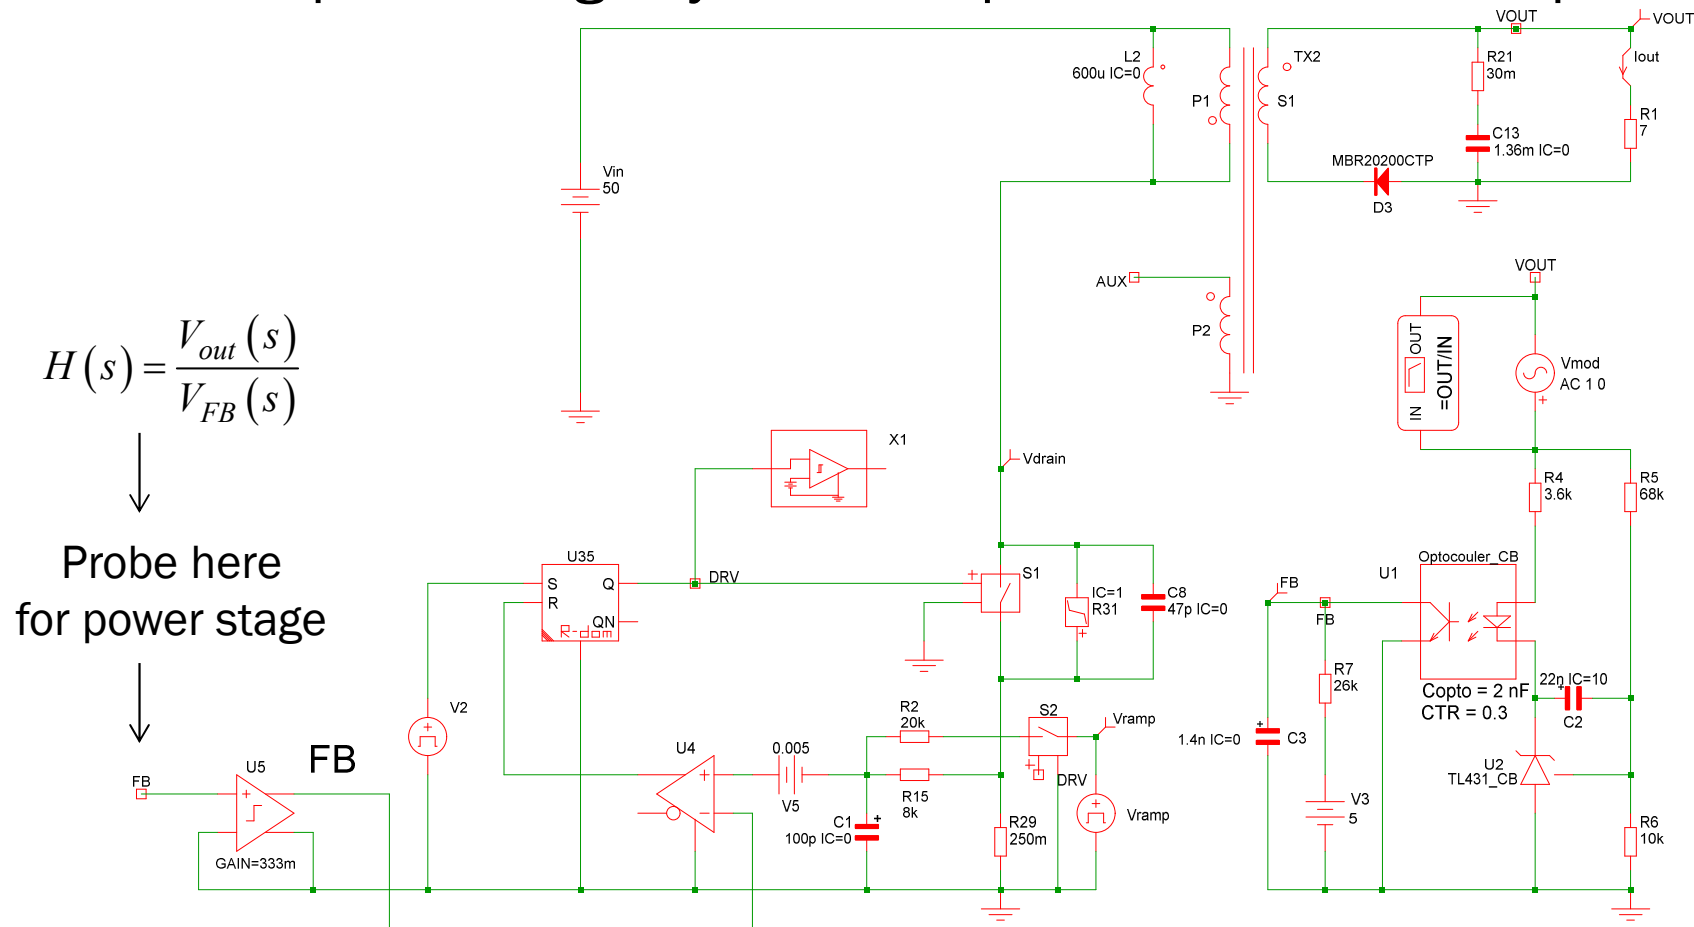 VOUT
VOUT
L2
600u IC=0
TX2
R21
30m
Iout
P1
S1
R1
7
C13
1.36m IC=0
MBR20200CTP
D3
Vin
50
AUX
P2
VOUT
OUT
IN
=OUT/IN
Vmod
AC 1 0
H(s) = Vout(s) / VFB(s)
X1
Vdrain
R4
3.6k
R5
68k
Probe here
for power stage
U35
S
Q
R
QN
R-dom
DRV
S1
IC=1
R31
C8
47p IC=0
U1
Optocouler_CB
FB
FB
R7
26k
Copto = 2 nF
CTR = 0.3
22n IC=10
C2
V2
R2
20k
S2
Vramp
1.4n IC=0
C3
U4
0.005
V5
R15
8k
DRV
Vramp
U2
TL431_CB
V3
5
FB
U5
FB
GAIN=333m
C1
100p IC=0
R29
250m
R6
10k